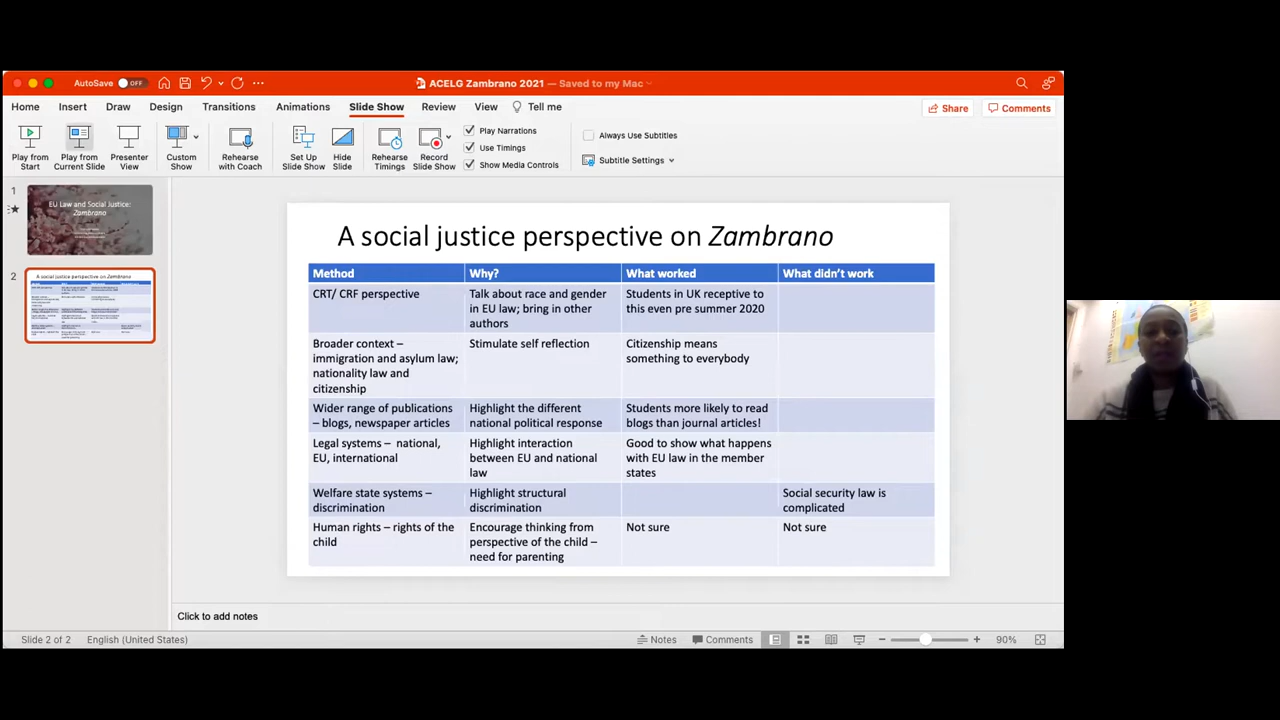 AutoSave OFF
ACELG Zambrano 2021 — Saved to my Mac
Home Insert Draw Design Transitions Animations Slide Show Review View Tell me
Share Comments
Play from Start
Play from Current Slide
Presenter View
Custom Show
Rehearse with Coach
Set Up Slide Show
Hide Slide
Rehearse Timings
Record Slide Show
Play Narrations
Use Timings
Show Media Controls
Always Use Subtitles
Subtitle Settings
1
EU Law and Social Justice:
Zambrano
2
A social justice perspective on Zambrano
A social justice perspective on Zambrano
Method Why? What worked What didn't work
CRT/ CRF perspective
Talk about race and gender
in EU law; bring in other
authors
Students in UK receptive to
this even pre summer 2020
Broader context –
immigration and asylum law;
nationality law and
citizenship
Stimulate self reflection
Citizenship means
something to everybody
Wider range of publications
– blogs, newspaper articles
Highlight the different
national political response
Students more likely to read
blogs than journal articles!
Legal systems – national,
EU, international
Highlight interaction
between EU and national
law
Good to show what happens
with EU law in the member
states
Welfare state systems –
discrimination
Highlight structural
discrimination
Social security law is
complicated
Human rights – rights of the
child
Encourage thinking from
perspective of the child –
need for parenting
Not sure
Not sure
Click to add notes
Slide 2 of 2 English (United States) Notes Comments 90%